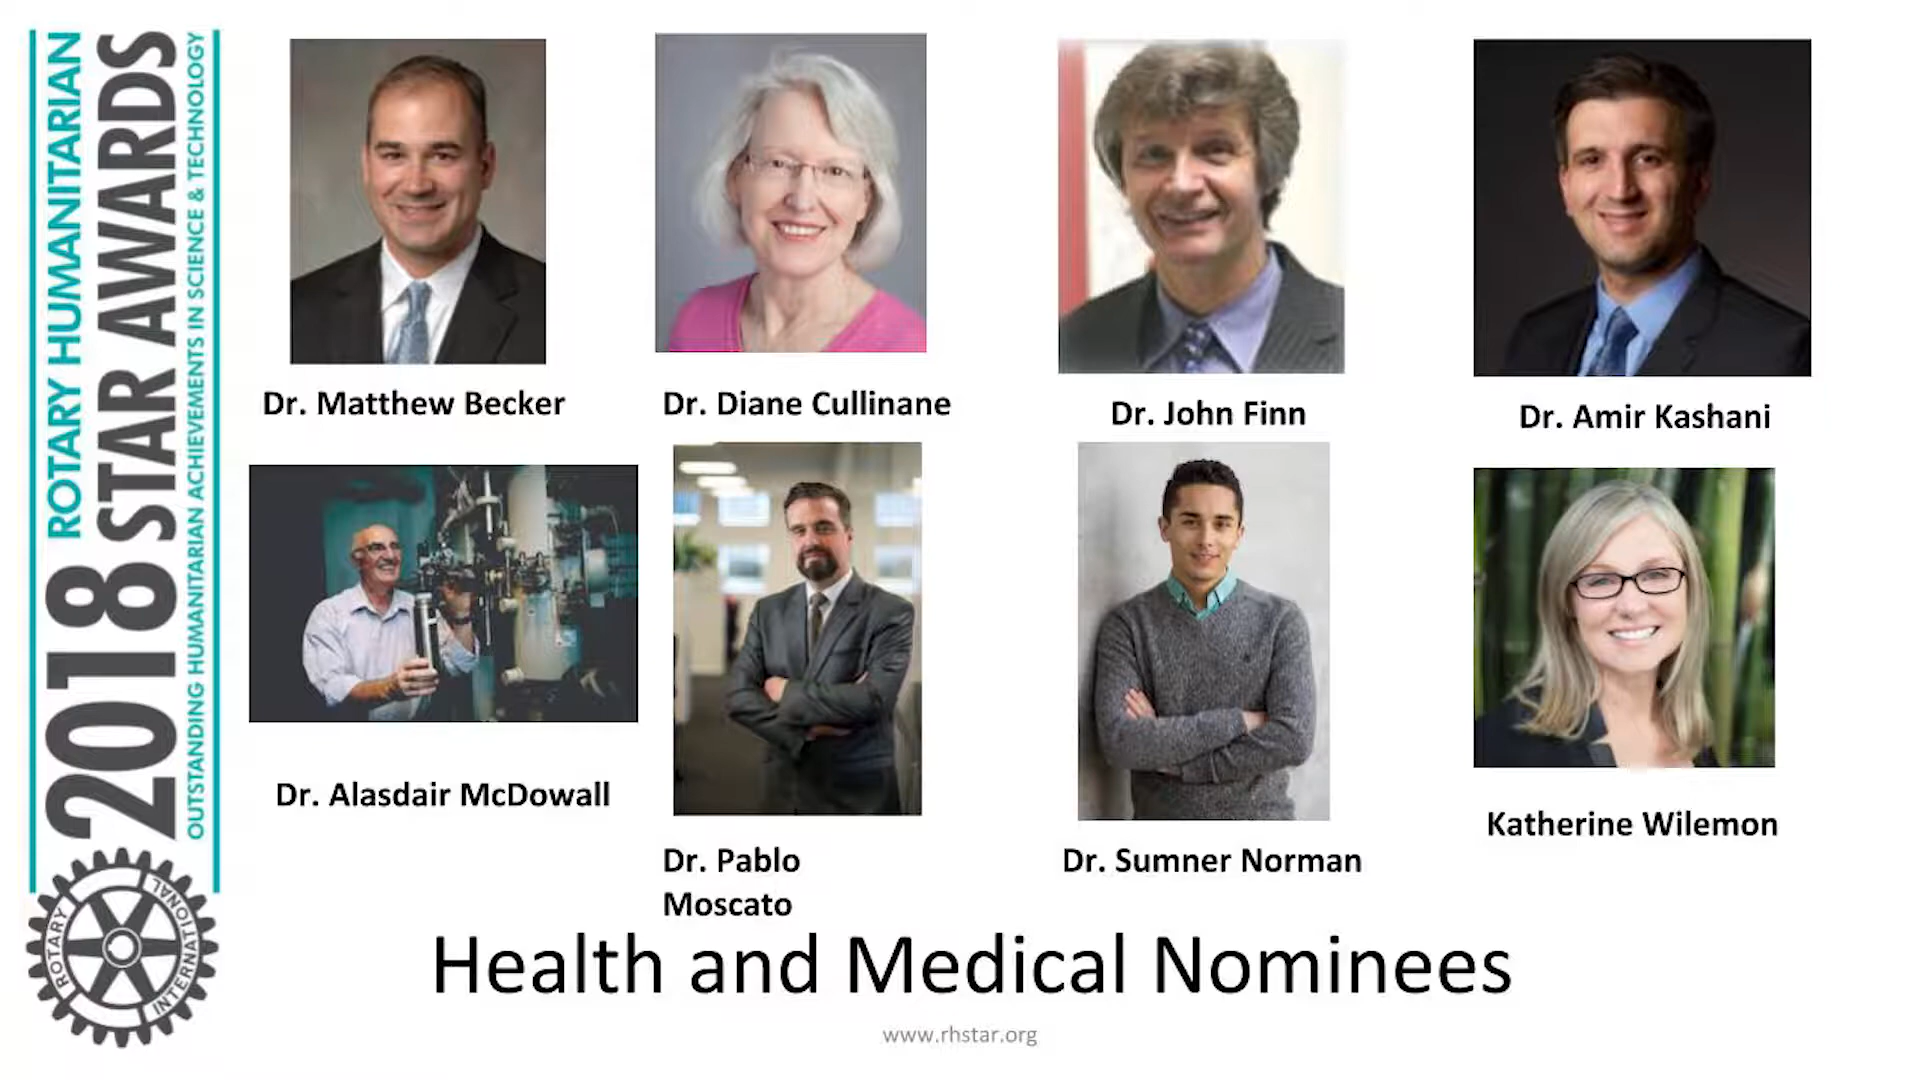 ROTARY HUMANITARIAN
2018 STAR AWARDS
OUTSTANDING HUMANITARIAN ACHIEVEMENTS IN SCIENCE & TECHNOLOGY
ROTARY
INTERNATIONAL
Dr. Matthew Becker
Dr. Diane Cullinane
Dr. John Finn
Dr. Amir Kashani
Dr. Alasdair McDowall
Dr. Pablo
Moscato
Dr. Sumner Norman
Katherine Wilemon
Health and Medical Nominees
www.rhstar.org